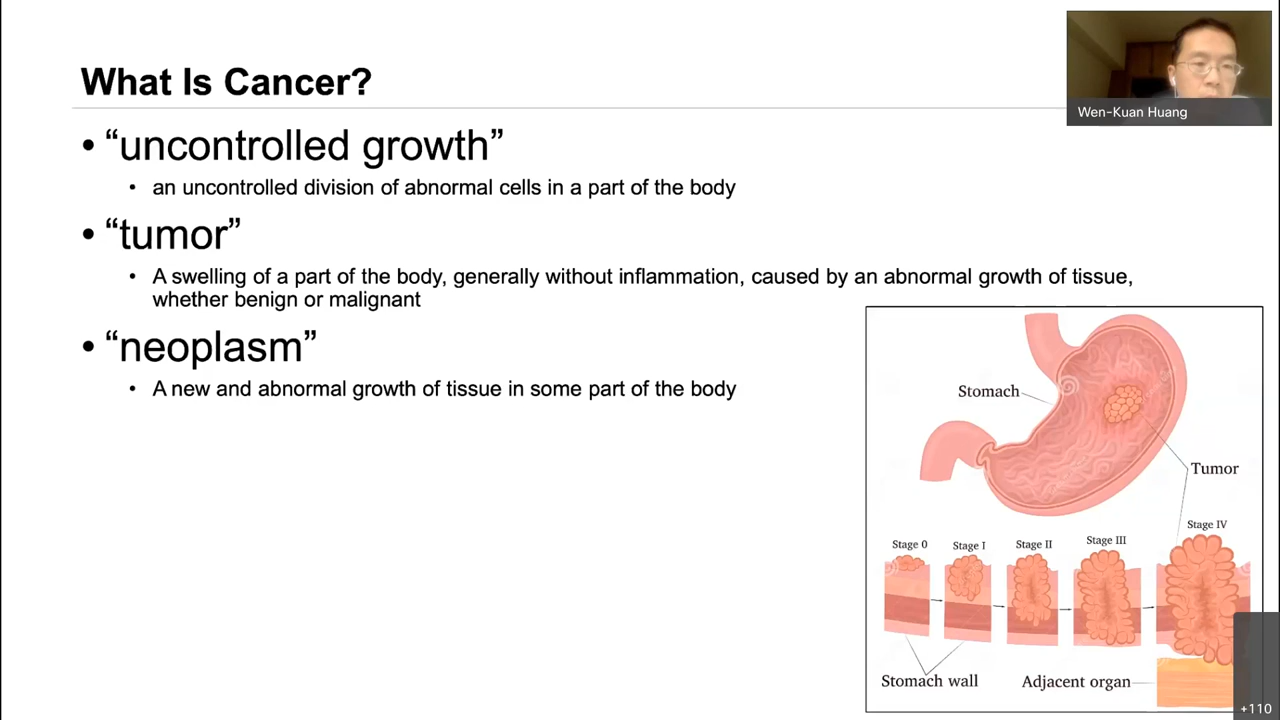 What Is Cancer?
Wen-Kuan Huang
• “uncontrolled growth”
• an uncontrolled division of abnormal cells in a part of the body
• “tumor”
• A swelling of a part of the body, generally without inflammation, caused by an abnormal growth of tissue,
whether benign or malignant
• “neoplasm”
• A new and abnormal growth of tissue in some part of the body
Stomach
Tumor
Stage 0
Stage I
Stage II
Stage III
Stage IV
Stomach wall
Adjacent organ
+110